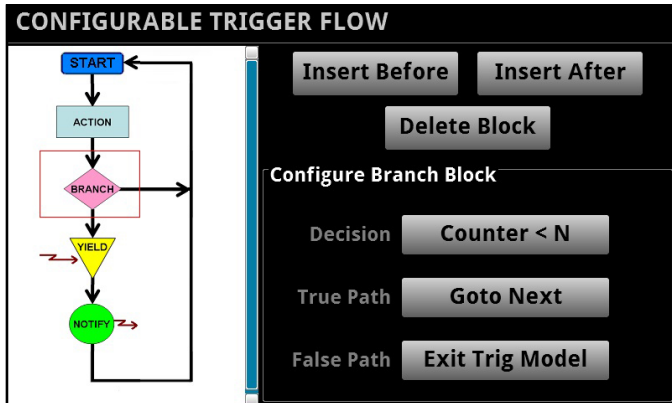 CONFIGURABLE TRIGGER FLOW
START
ACTION
BRANCH
YIELD
NOTIFY
Insert Before
Insert After
Delete Block
Configure Branch Block
Decision
Counter < N
True Path
Goto Next
False Path
Exit Trig Model